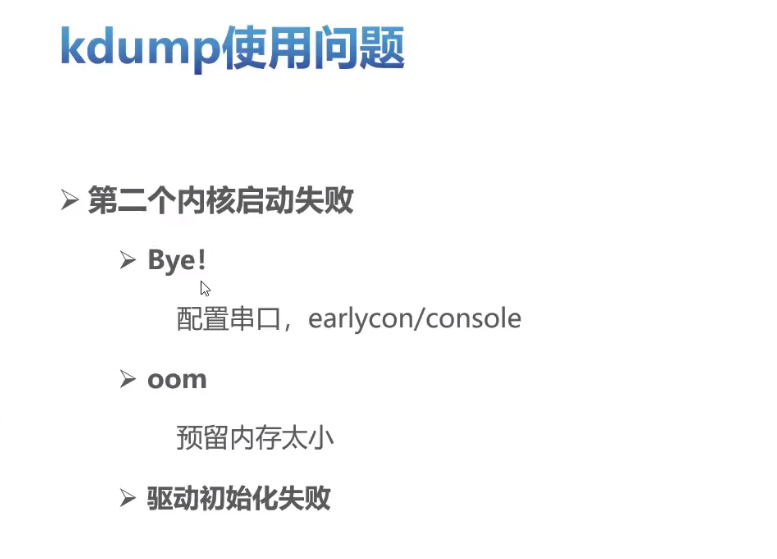 kdump使用问题
第二个内核启动失败
Bye!
配置串口，earlycon/console
oom
预留内存太小
驱动初始化失败